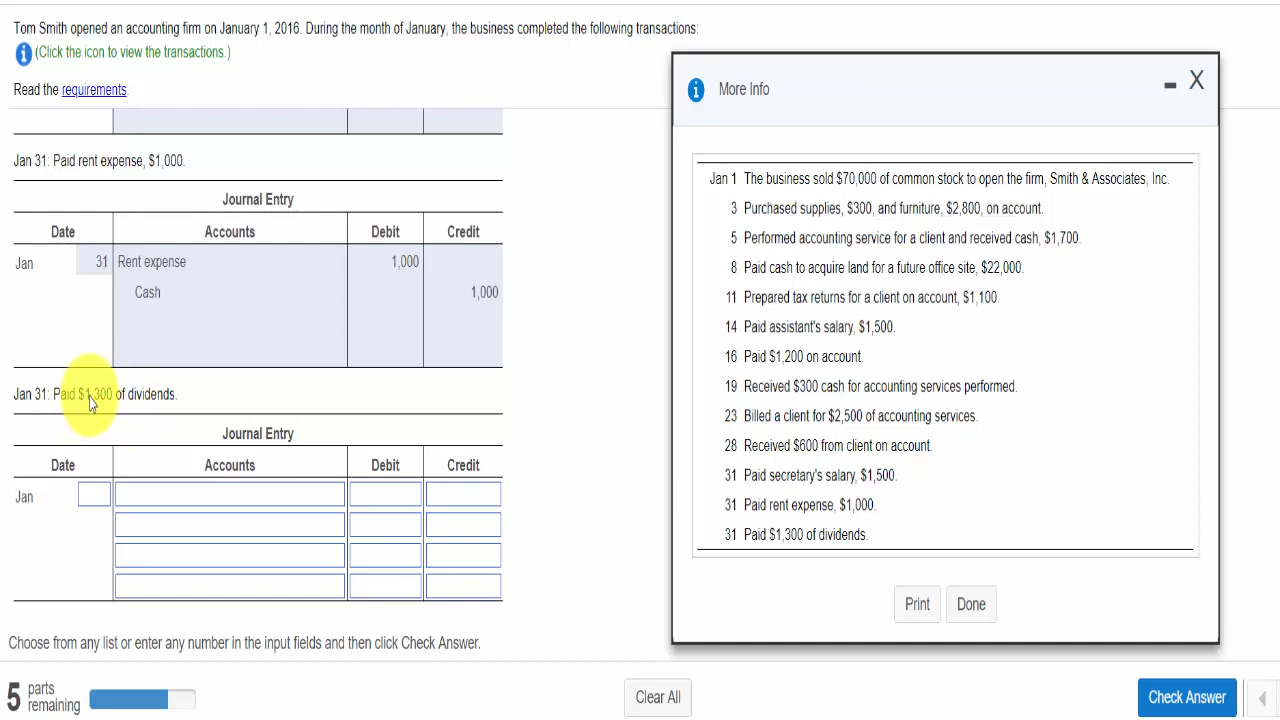 Tom Smith opened an accounting firm on January 1, 2016. During the month of January, the business completed the following transactions:
(Click the icon to view the transactions.)
Read the requirements.
Jan 31: Paid rent expense, $1,000.
Journal Entry
Date Accounts Debit Credit
Jan 31 Rent expense 1,000
Cash 1,000
Jan 31: Paid $1,300 of dividends.
Journal Entry
Date Accounts Debit Credit
Jan
Choose from any list or enter any number in the input fields and then click Check Answer.
5 parts remaining
Clear All
Check Answer
i More Info
Jan 1 The business sold $70,000 of common stock to open the firm, Smith & Associates, Inc.
3 Purchased supplies, $300, and furniture, $2,800, on account.
5 Performed accounting service for a client and received cash, $1,700.
8 Paid cash to acquire land for a future office site, $22,000.
11 Prepared tax returns for a client on account, $1,100.
14 Paid assistant's salary, $1,500.
16 Paid $1,200 on account.
19 Received $300 cash for accounting services performed.
23 Billed a client for $2,500 of accounting services.
28 Received $600 from client on account.
31 Paid secretary's salary, $1,500.
31 Paid rent expense, $1,000.
31 Paid $1,300 of dividends.
Print Done